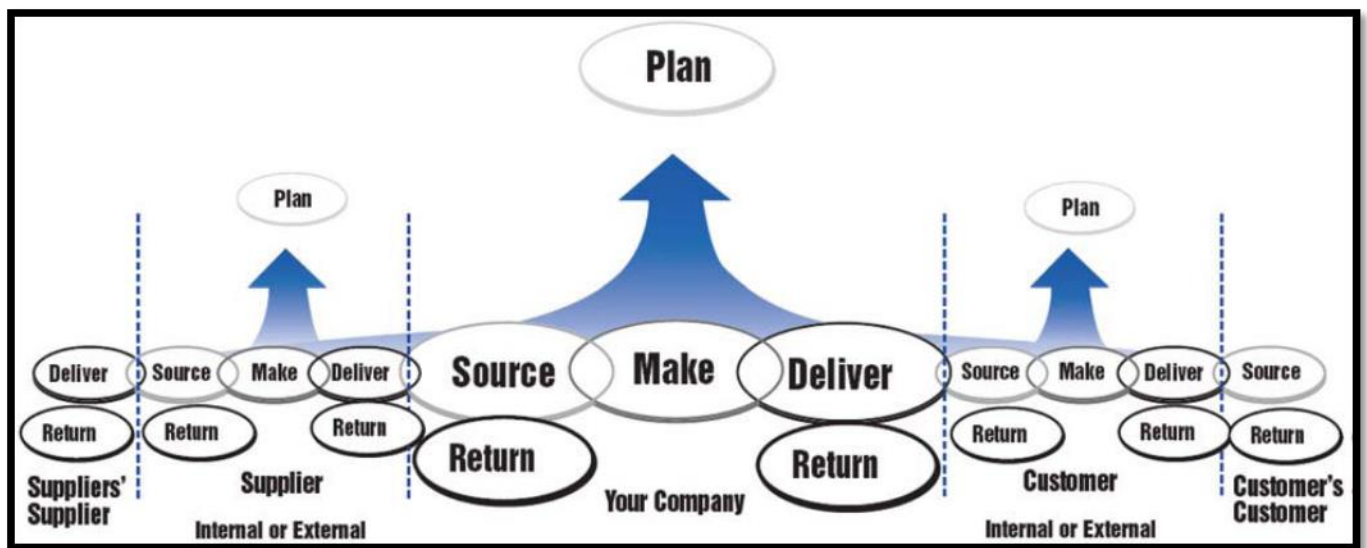 Plan
Plan
Plan
Deliver
Source
Make
Deliver
Source
Make
Deliver
Source
Make
Deliver
Source
Return
Return
Return
Return
Return
Return
Return
Return
Suppliers'
Supplier
Supplier
Internal or External
Your Company
Customer
Internal or External
Customer's
Customer